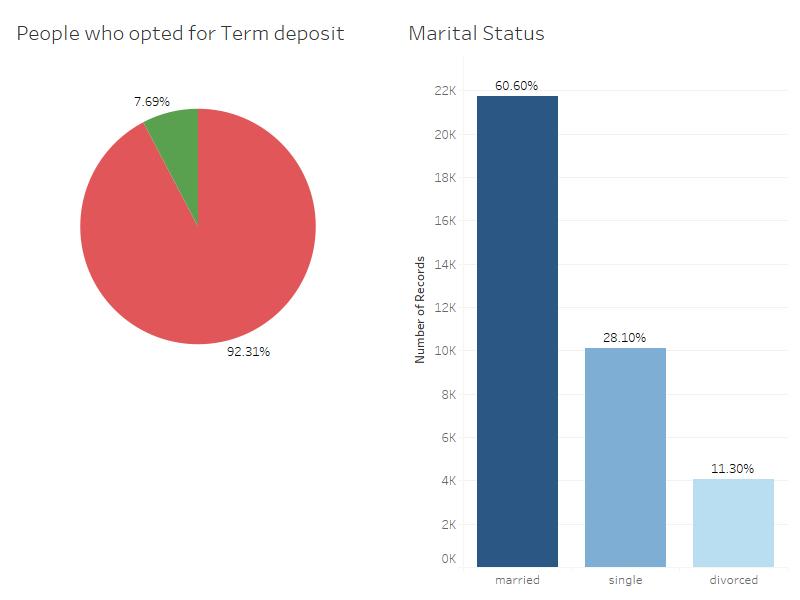 People who opted for Term deposit
7.69%
92.31%
Marital Status
Number of Records
22K
20K
18K
16K
14K
12K
10K
8K
6K
4K
2K
0K
60.60%
28.10%
11.30%
married
single
divorced